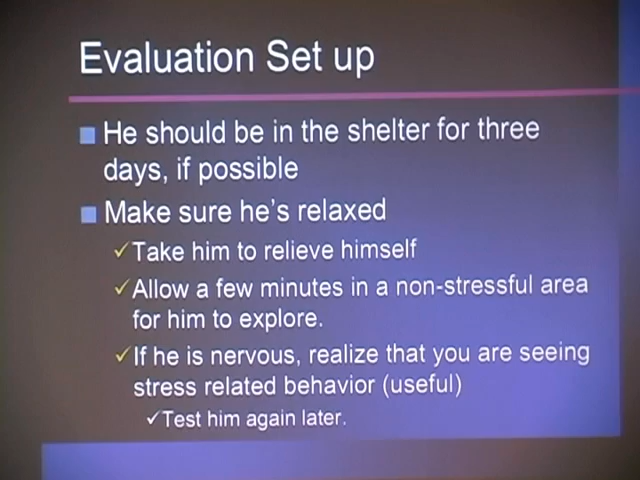 Evaluation Set up
He should be in the shelter for three
days, if possible
Make sure he's relaxed
Take him to relieve himself
Allow a few minutes in a non-stressful area
for him to explore.
If he is nervous, realize that you are seeing
stress related behavior (useful)
Test him again later.